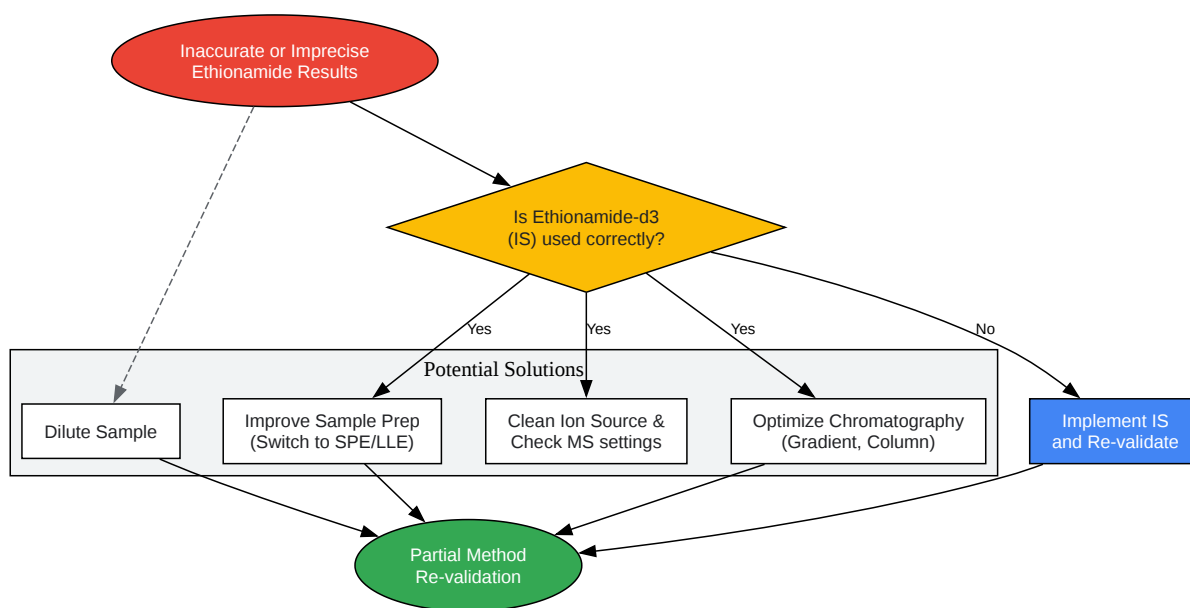 Inaccurate or Imprecise
Ethionamide Results
Is Ethionamide-d3
(IS) used correctly?
Yes
Yes
Yes
No
Potential Solutions
Dilute Sample
Improve Sample Prep
(Switch to SPE/LLE)
Clean Ion Source &
Check MS settings
Optimize Chromatography
(Gradient, Column)
Implement IS
and Re-validate
Partial Method
Re-validation